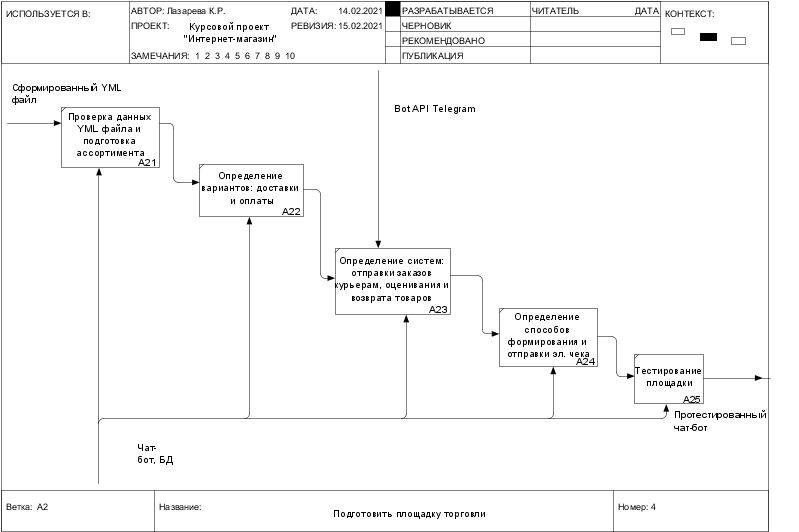 ИСПОЛЬЗУЕТСЯ В:
АВТОР: Лазарева К.Р.
ДАТА: 14.02.2021
РАЗРАБАТЫВАЕТСЯ
ЧИТАТЕЛЬ
ДАТА
КОНТЕКСТ:
ПРОЕКТ: Курсовой проект
"Интернет-магазин"
РЕВИЗИЯ: 15.02.2021
ЧЕРНОВИК
РЕКОМЕНДОВАНО
ЗАМЕЧАНИЯ: 1 2 3 4 5 6 7 8 9 10
ПУБЛИКАЦИЯ
Сформированный YML
файл
Bot API Telegram
Проверка данных
YML файла и
подготовка
ассортимента
A21
Определение
вариантов: доставки
и оплаты
A22
Определение систем:
отправки заказов
курьерам, оценивания и
возврата товаров
A23
Определение
способов
формирования и
отправки эл. чека
A24
Тестирование
площадки
A25
Протестированный
чат-бот
Чат-
бот, БД
Ветка: A2
Название:
Подготовить площадку торговли
Номер: 4